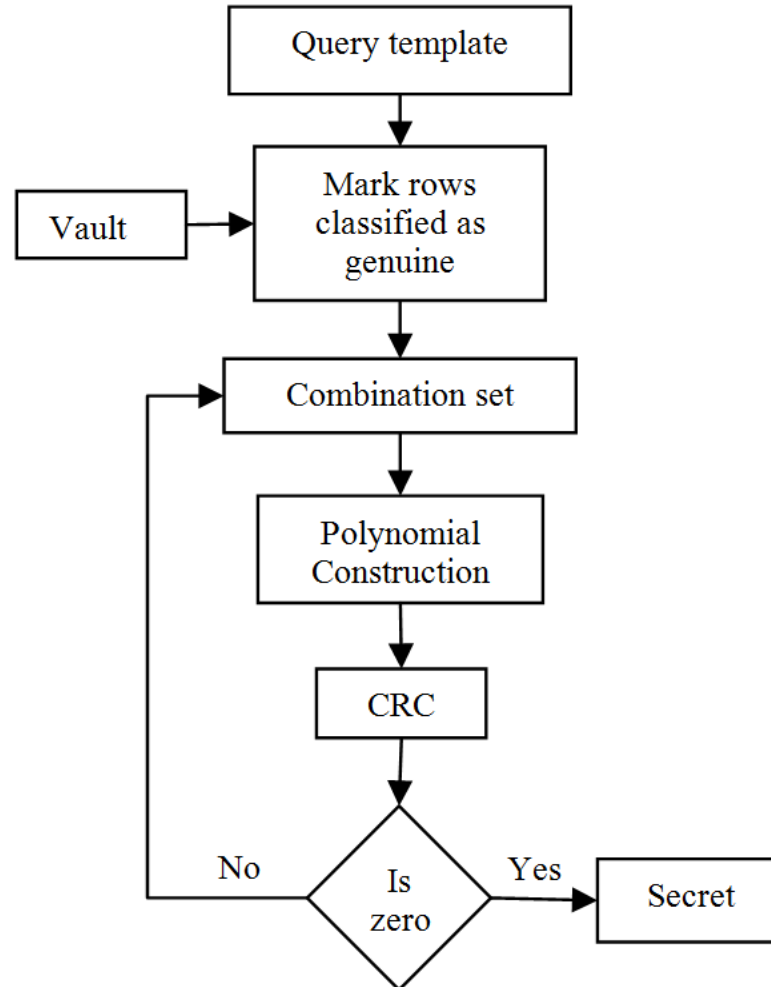 Query template
Mark rows
classified as
genuine
Vault
Combination set
Polynomial
Construction
CRC
Is
zero
No
Yes
Secret